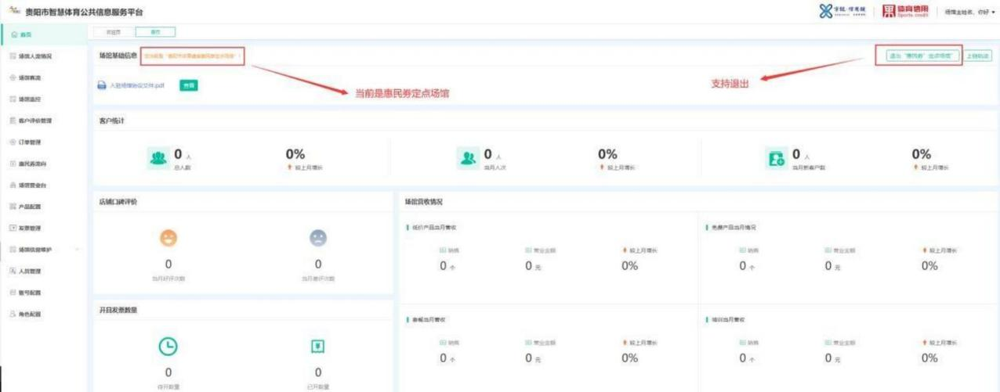 贵阳市智慧体育公共信息服务平台
体育信用
Sports credit
场馆主姓名，你好
首页
欢迎页
首页
场馆人流情况
场馆客流
场馆监控
客户评价管理
订单管理
惠民券流向
场馆营业台
产品配置
发票管理
场馆信息维护
人员管理
账号配置
角色配置
场馆基础信息
退出“惠民券”定点场馆”
上链轨迹
入驻场馆协议文件.pdf
查看
当前是惠民券定点场馆
支持退出
客户统计
0 人
总人数
0%
较上月增长
0 人
当月人次
0%
较上月增长
0 人
当月新客户数
0%
较上月增长
店铺口碑评价
0
当月好评次数
0
当月差评次数
开具发票数量
0
待开数量
0
已开数量
场馆营收情况
低价产品当月营收
销售
0 个
营业金额
0 元
较上月增长
0%
免费产品当月情况
销售
0 个
营业金额
0 元
较上月增长
0%
套餐当月营收
销售
0 个
营业金额
0 元
较上月增长
0%
培训当月营收
销售
0 个
营业金额
0 元
较上月增长
0%